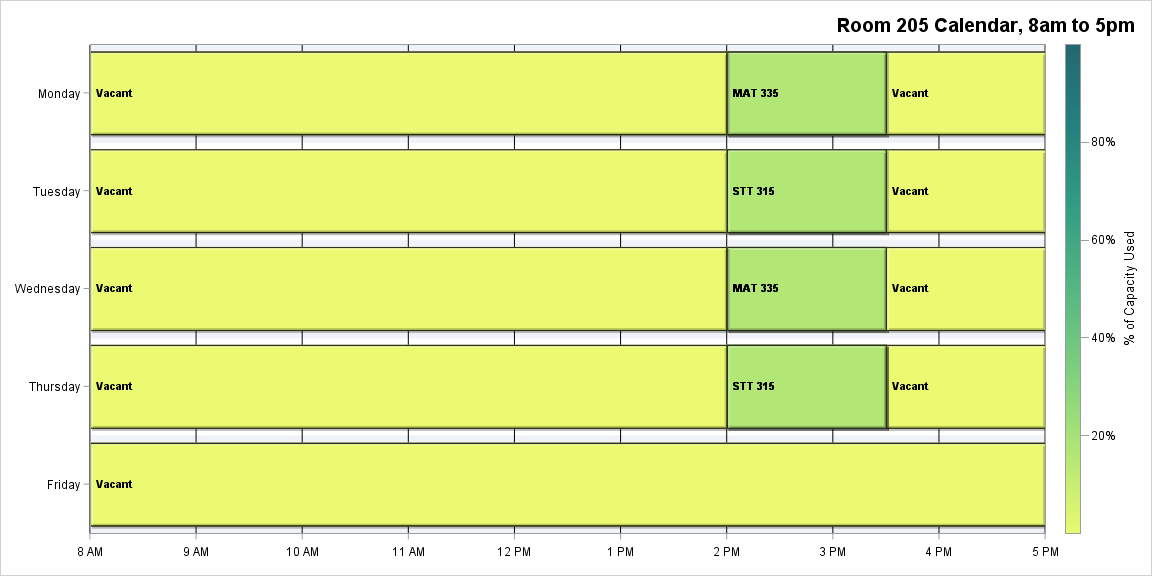 Room 205 Calendar, 8am to 5pm
Monday Vacant MAT 335 Vacant
Tuesday Vacant STT 315 Vacant
Wednesday Vacant MAT 335 Vacant
Thursday Vacant STT 315 Vacant
Friday Vacant
8 AM 9 AM 10 AM 11 AM 12 PM 1 PM 2 PM 3 PM 4 PM 5 PM
80%
60%
40%
20%
% of Capacity Used